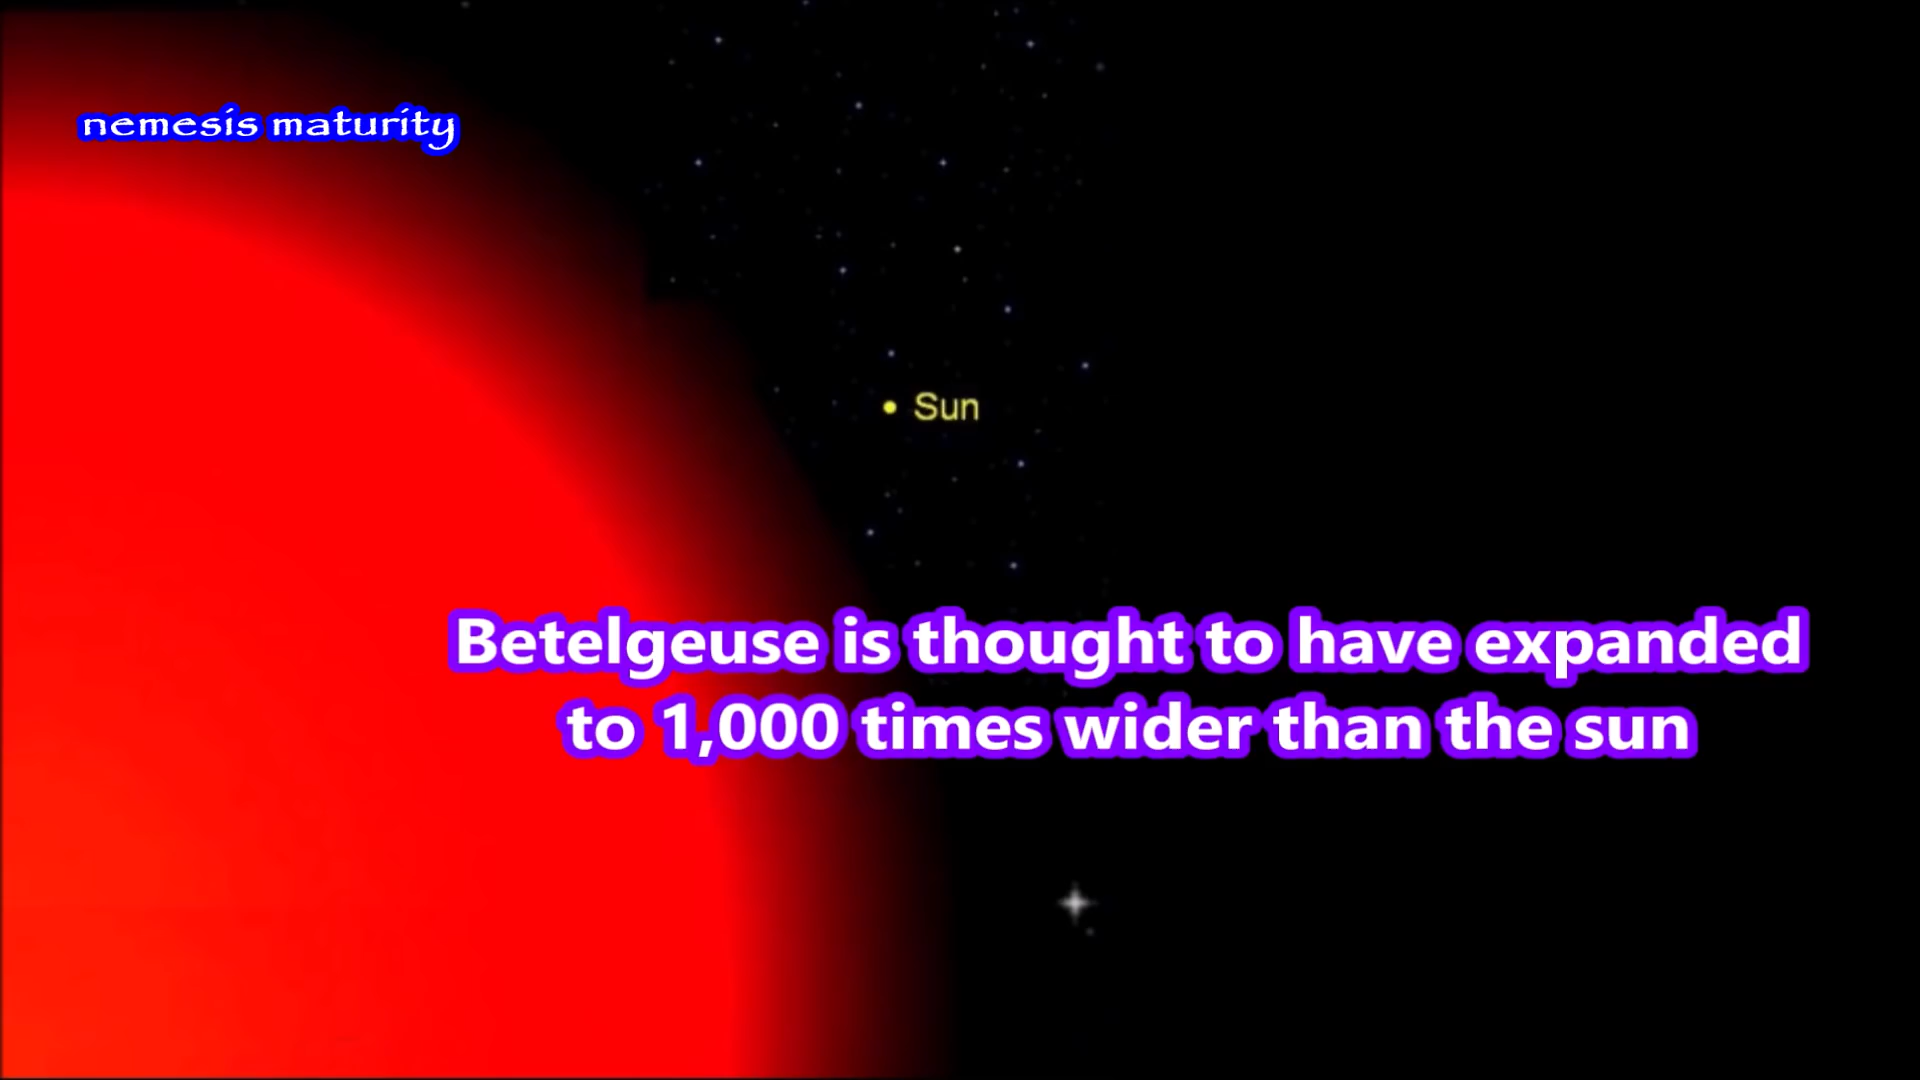 nemesis maturity
Sun
Betelgeuse is thought to have expanded
to 1,000 times wider than the sun